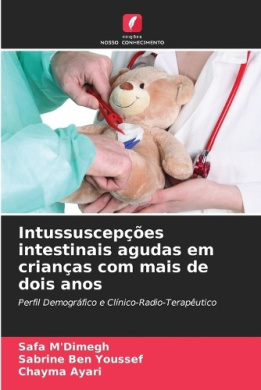 edições
NOSSO CONHECIMENTO
Intussuscepções
intestinais agudas em
crianças com mais de
dois anos
Perfil Demográfico e Clínico-Radio-Terapêutico
Safa M'Dimegh
Sabrine Ben Youssef
Chayma Ayari